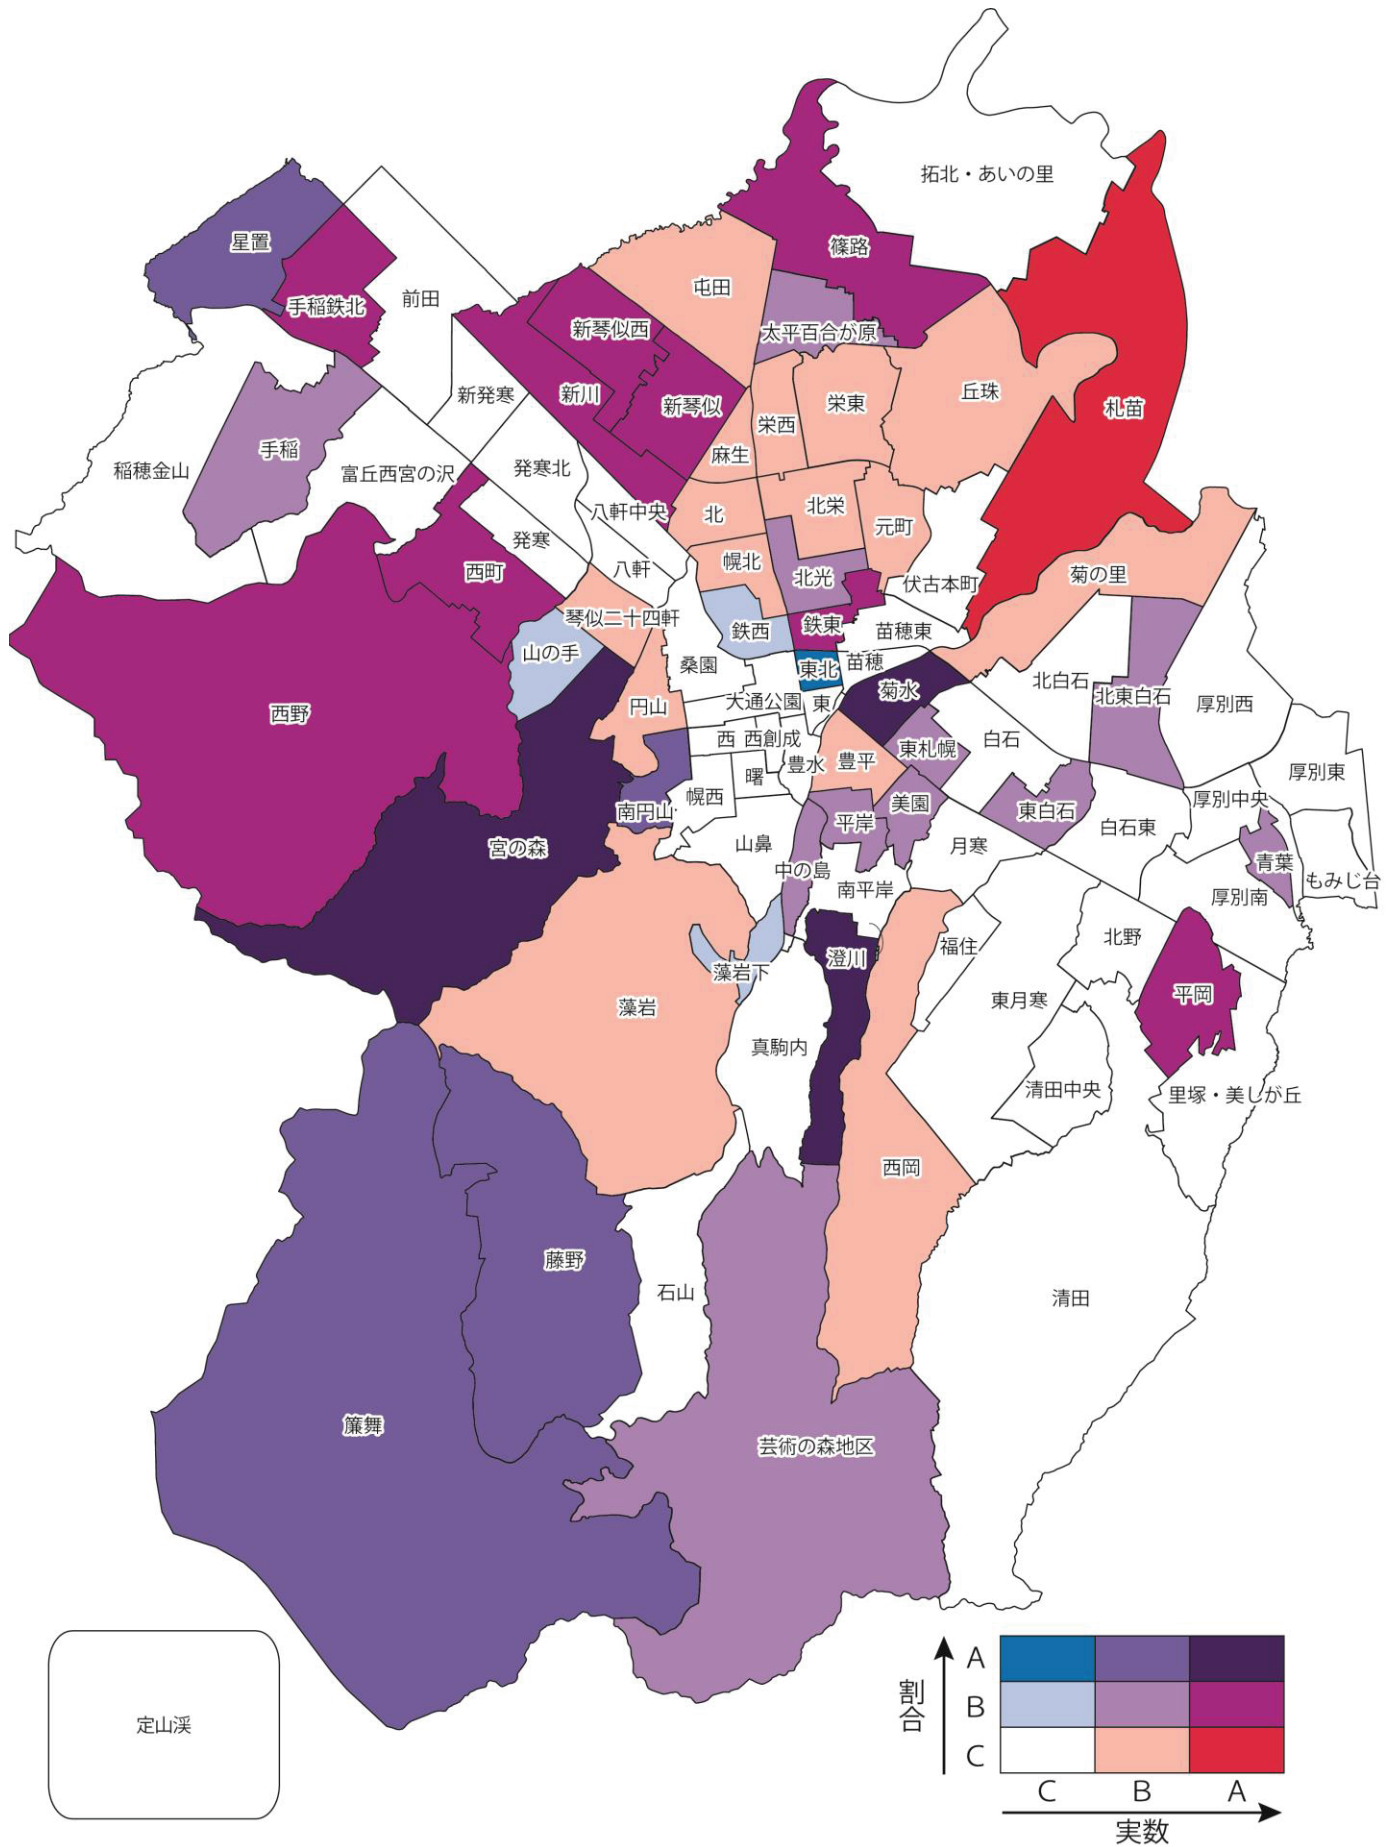 拓北・あいの里
星置
篠路
手稲鉄北
前田
屯田
新琴似西
太平百合が原
新発寒
新川
新琴似
栄西
栄東
丘珠
札苗
手稲
麻生
稲穂金山
富丘西宮の沢
発寒北
八軒中央
北
北栄
元町
発寒
西町
八軒
幌北
北光
伏古本町
菊の里
琴似二十四軒
鉄西
鉄東
苗穂東
山の手
桑園
東北
苗穂
北白石
北東白石
菊水
大通公園
東
厚別西
西野
円山
西
西創成
東札幌
白石
豊水
豊平
曙
幌西
厚別東
厚別中央
南円山
美園
平岸
東白石
白石東
宮の森
山鼻
月寒
中の島
南平岸
青葉
もみじ台
厚別南
北野
福住
澄川
藻岩下
平岡
東月寒
藻岩
真駒内
清田中央
里塚・美しが丘
西岡
藤野
石山
清田
簾舞
芸術の森地区
定山渓
割合
A
B
C
C B A
実数